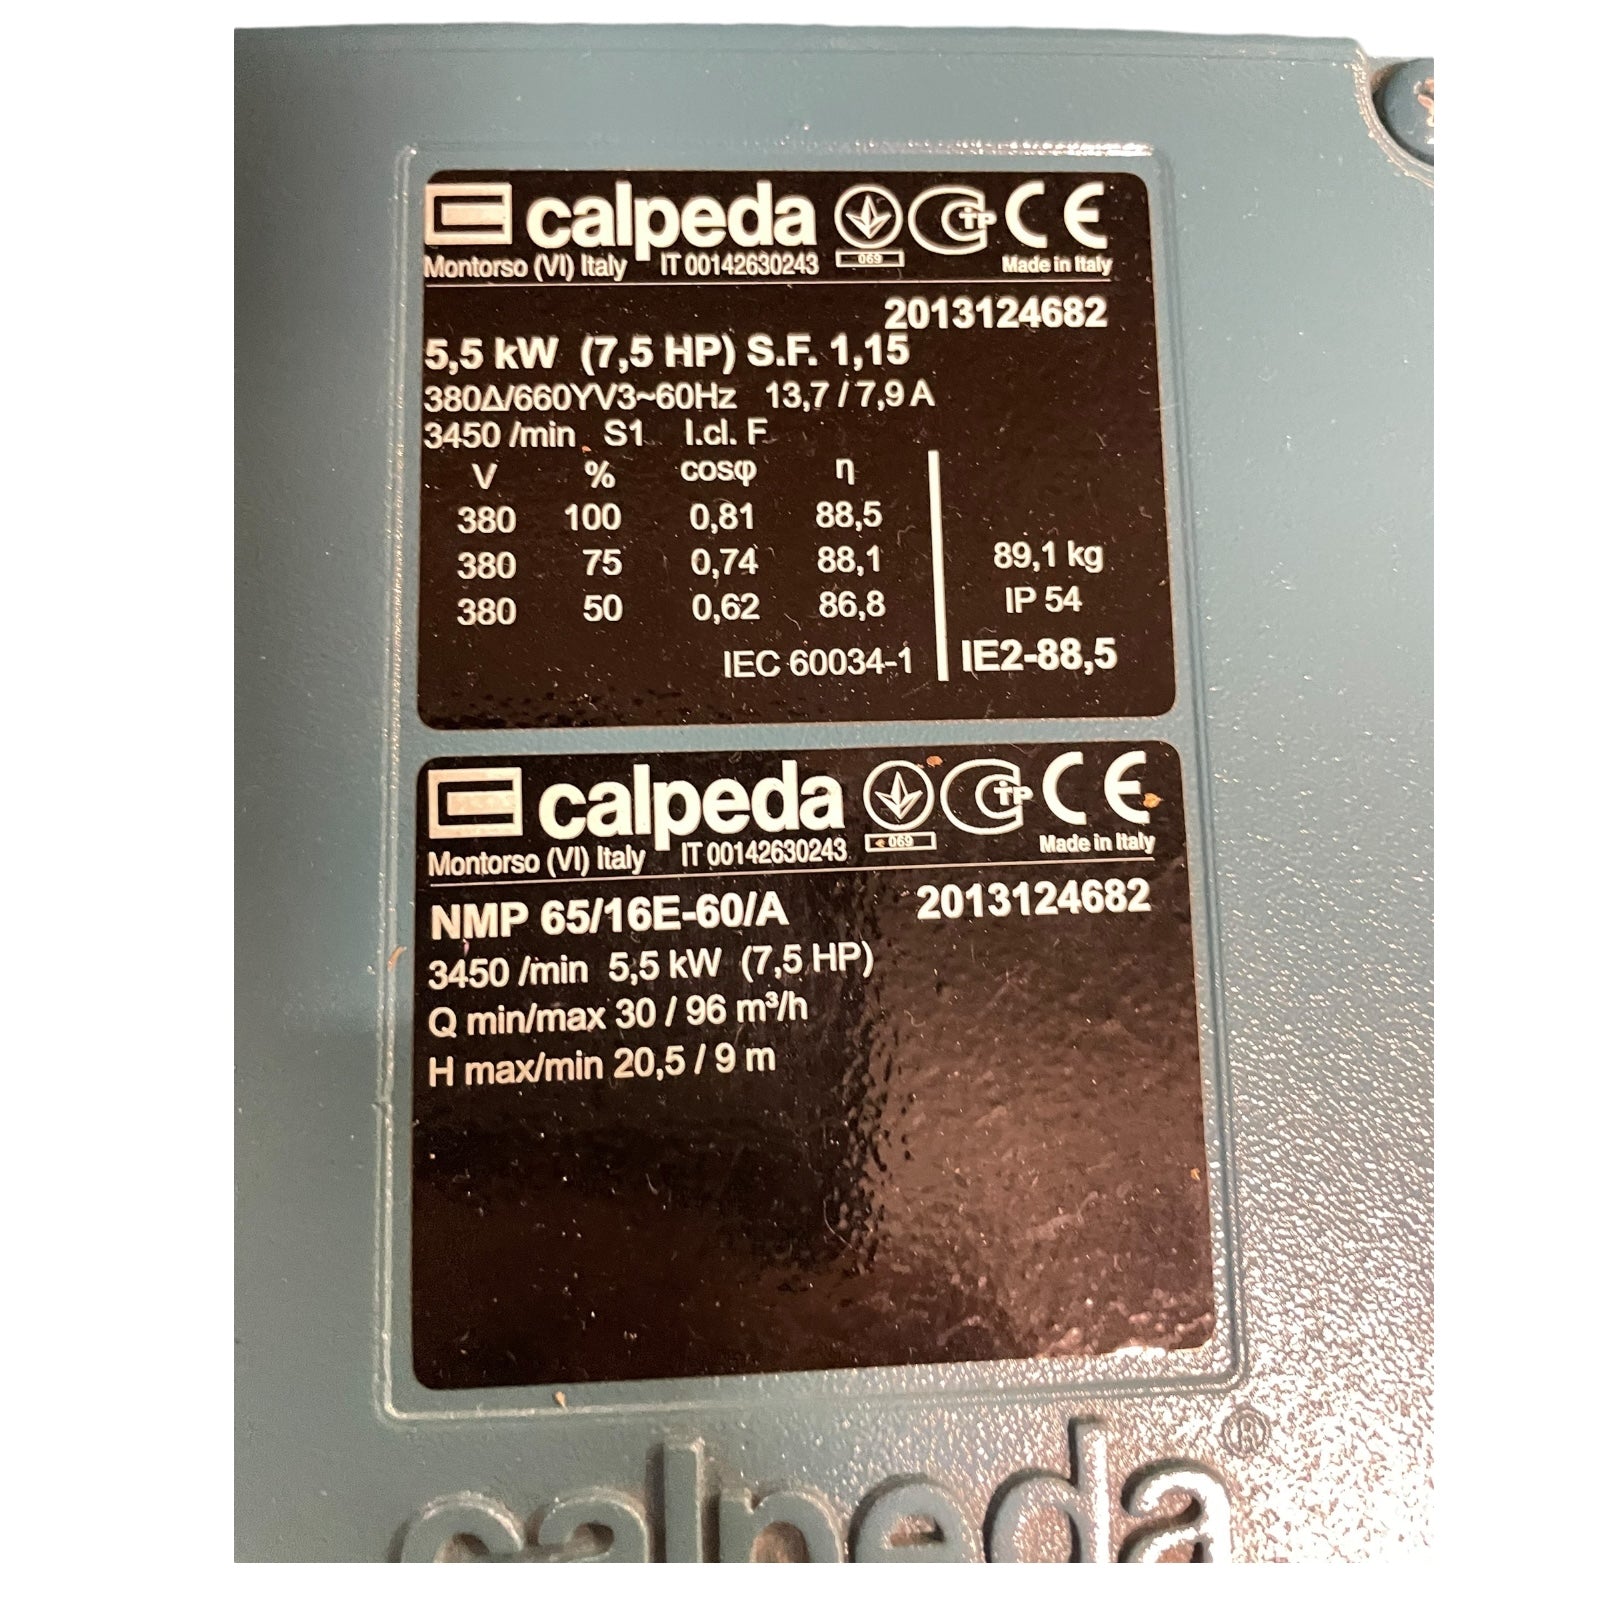 calpeda CE
069
Montorso (VI) Italy IT 00142630243 Made in Italy
2013124682
5,5 kW (7,5 HP) S.F. 1,15
380Δ/660YV3~60Hz 13,7 / 7,9 A
3450 /min S1 I.cl. F
V % cosφ η
380 100 0,81 88,5
380 75 0,74 88,1
380 50 0,62 86,8
89,1 kg
IP 54
IEC 60034-1 IE2-88,5
calpeda CE
069
Montorso (VI) Italy IT 00142630243 Made in Italy
NMP 65/16E-60/A 2013124682
3450 /min 5,5 kW (7,5 HP)
Q min/max 30 / 96 m³/h
H max/min 20,5 / 9 m
calpeda®